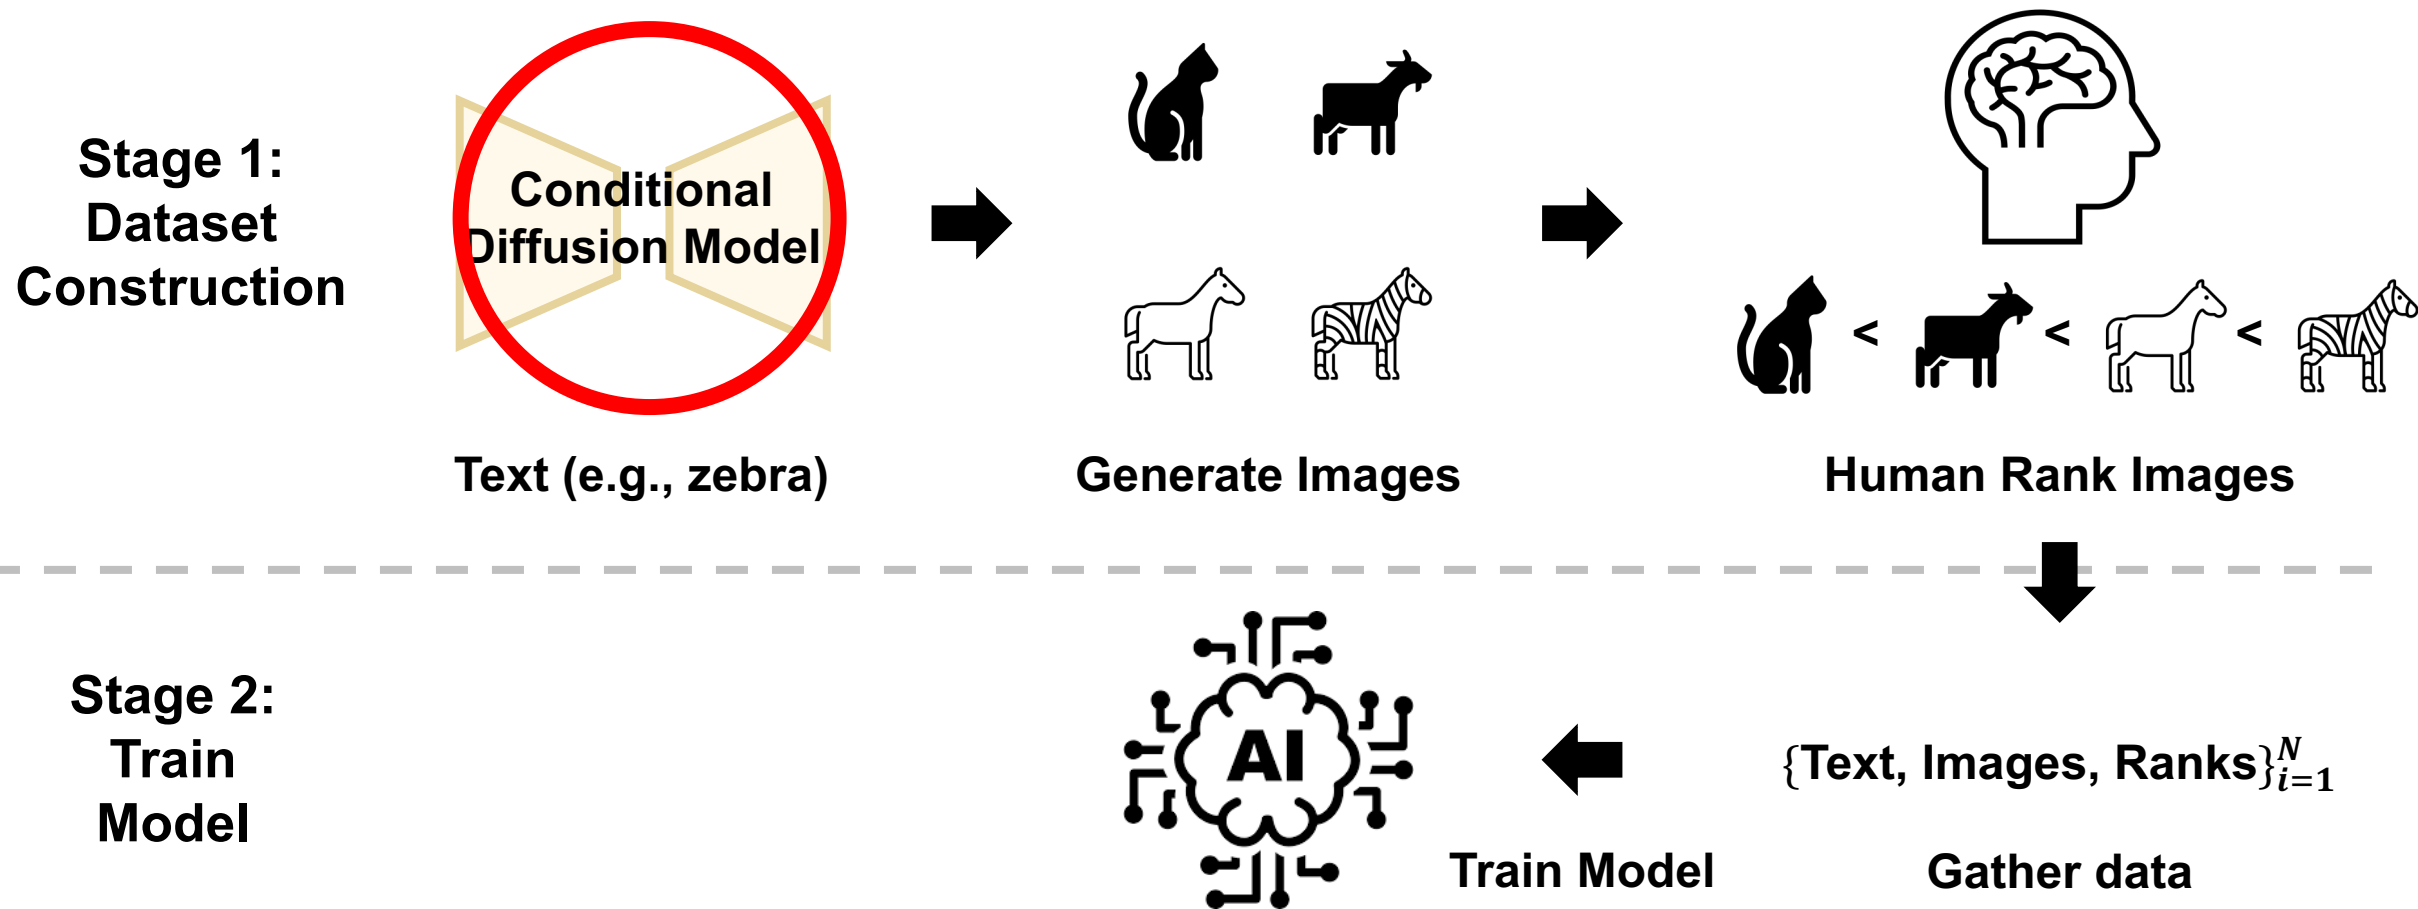 Stage 1:
Dataset
Construction
Conditional
Diffusion Model
Text (e.g., zebra)
Generate Images
< < <
Human Rank Images
Stage 2:
Train
Model
AI
Train Model
{Text, Images, Ranks}_{i=1}^{N}
Gather data